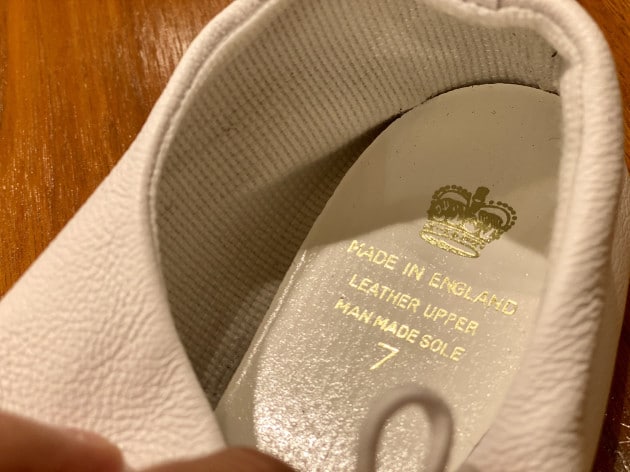 MADE IN ENGLAND
LEATHER UPPER
MAN MADE SOLE
7